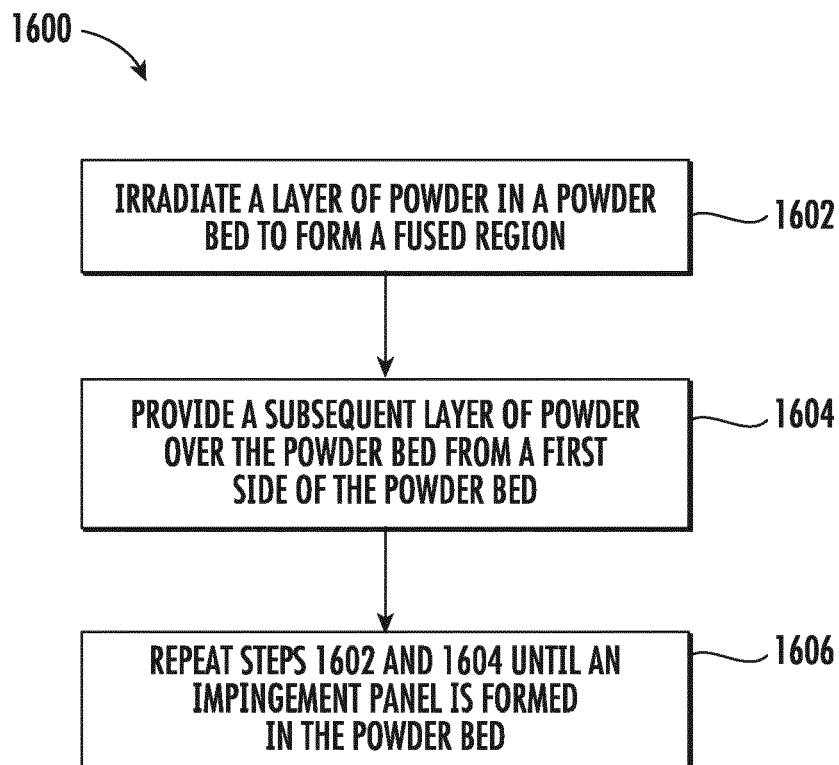 1600
IRRADIATE A LAYER OF POWDER IN A POWDER
BED TO FORM A FUSED REGION
1602
PROVIDE A SUBSEQUENT LAYER OF POWDER
OVER THE POWDER BED FROM A FIRST
SIDE OF THE POWDER BED
1604
REPEAT STEPS 1602 AND 1604 UNTIL AN
IMPINGEMENT PANEL IS FORMED
IN THE POWDER BED
1606